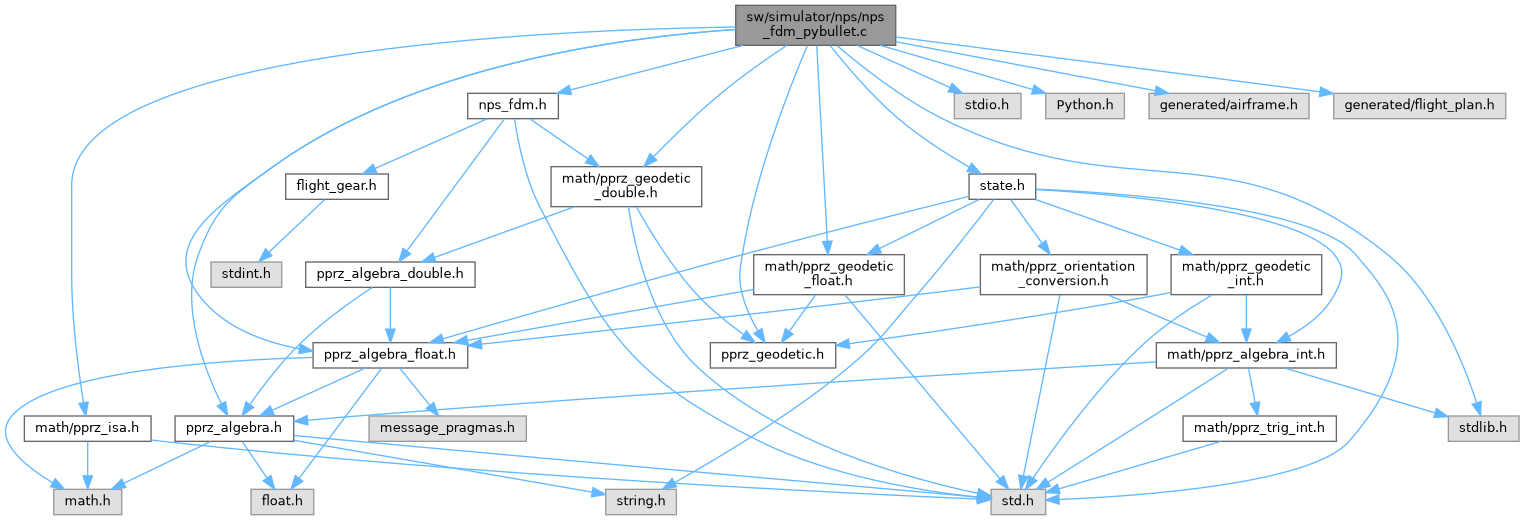 sw/simulator/nps/nps
_fdm_pybullet.c
nps_fdm.h
stdio.h
Python.h
generated/airframe.h
generated/flight_plan.h
flight_gear.h
math/pprz_geodetic
_double.h
state.h
stdint.h
pprz_algebra_double.h
math/pprz_geodetic
_float.h
math/pprz_orientation
_conversion.h
math/pprz_geodetic
_int.h
pprz_algebra_float.h
pprz_geodetic.h
math/pprz_algebra_int.h
math/pprz_isa.h
pprz_algebra.h
message_pragmas.h
math/pprz_trig_int.h
stdlib.h
math.h
float.h
string.h
std.h